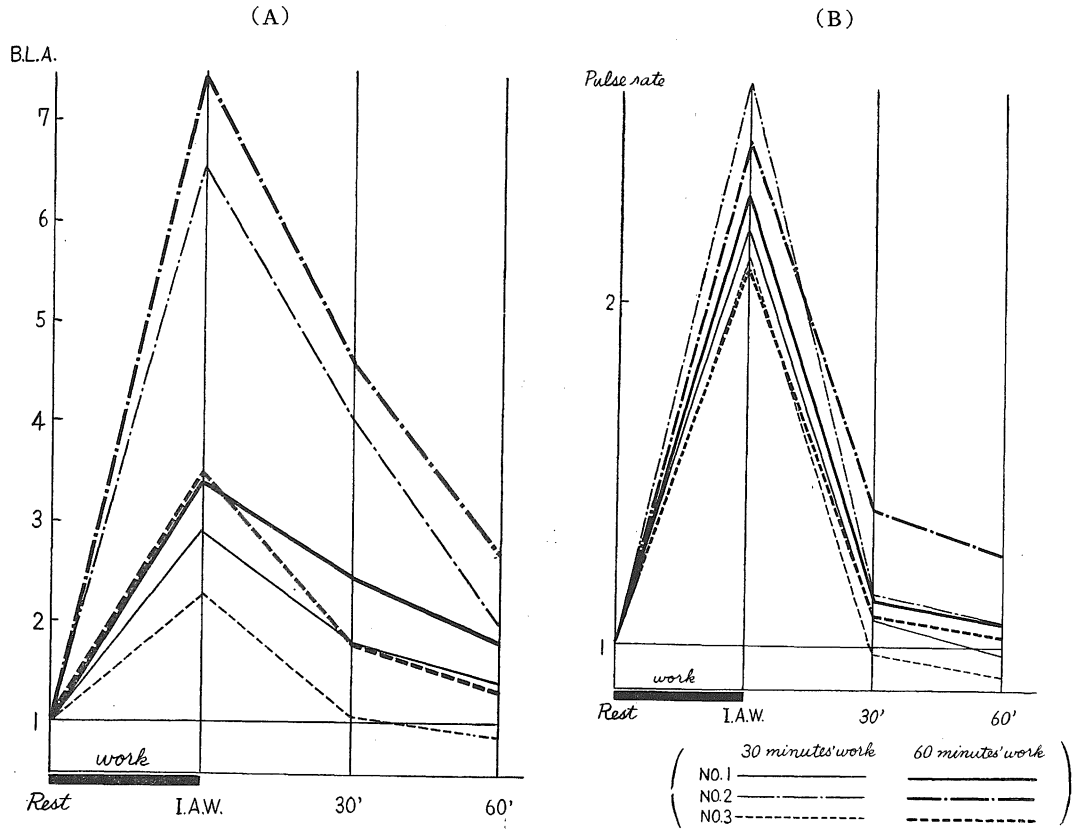 (A)
B.L.A.
7
6
5
4
3
2
1
work
Rest I.A.W. 30' 60'
(B)
Pulse rate
2
1
work
Rest I.A.W. 30' 60'
30 minutes' work 60 minutes' work
NO.1
NO.2
NO.3